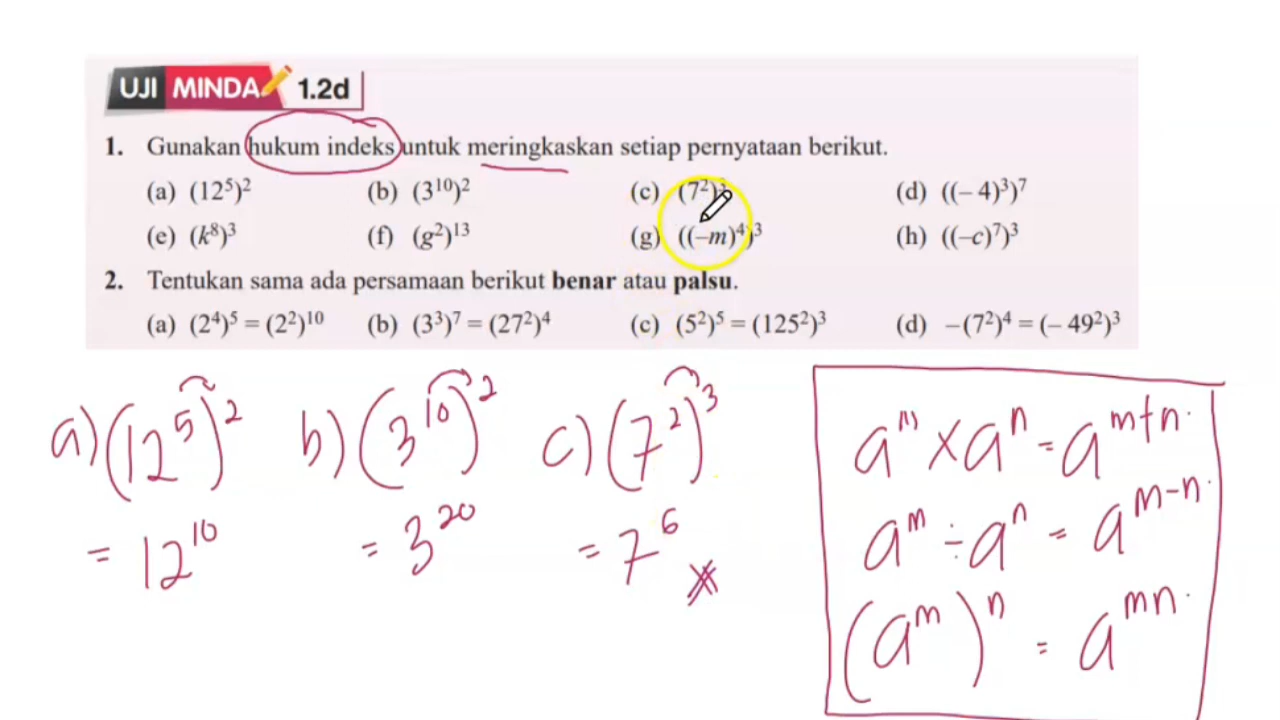 UJI MINDA 1.2d
1. Gunakan hukum indeks untuk meringkaskan setiap pernyataan berikut.
(a) (12⁵)² (b) (3¹⁰)² (c) (7²)³ (d) ((– 4)³)⁷
(e) (k⁸)³ (f) (g²)¹³ (g) ((–m)⁴)³ (h) ((–c)⁷)³
2. Tentukan sama ada persamaan berikut benar atau palsu.
(a) (2⁴)⁵ = (2²)¹⁰ (b) (3³)⁷ = (27²)⁴ (c) (5²)⁵ = (125²)³ (d) –(7²)⁴ = (– 49²)³
a) (12⁵)² b) (3¹⁰)² c) (7²)³
= 12¹⁰ = 3²⁰ = 7⁶
aᵐ × aⁿ = aᵐ⁺ⁿ.
aᵐ ÷ aⁿ = aᵐ⁻ⁿ.
(aᵐ)ⁿ = aᵐⁿ.